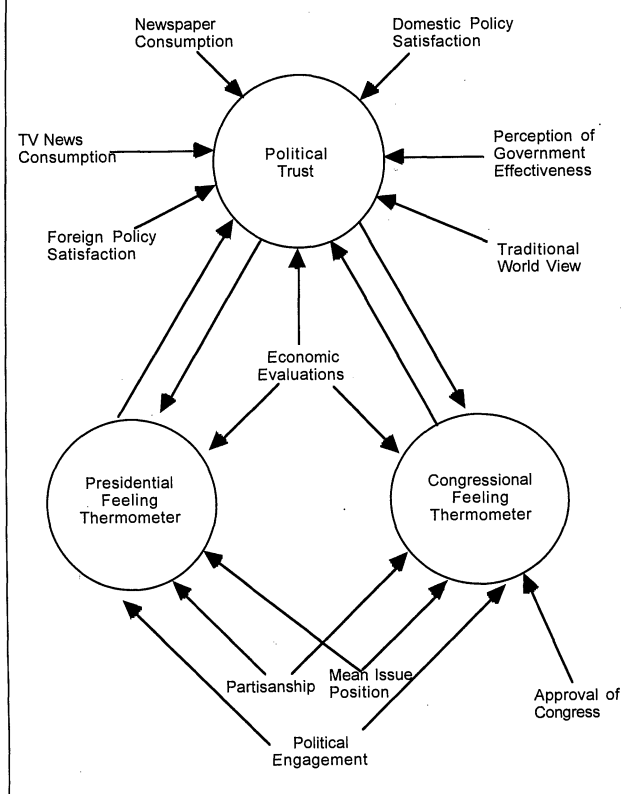 Newspaper
Consumption
Domestic Policy
Satisfaction
TV News
Consumption
Political
Trust
Perception of
Government
Effectiveness
Foreign Policy
Satisfaction
Traditional
World View
Economic
Evaluations
Presidential
Feeling
Thermometer
Congressional
Feeling
Thermometer
Partisanship
Mean Issue
Position
Approval of
Congress
Political
Engagement